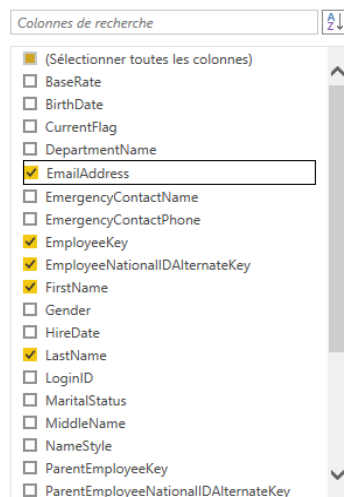 Colonnes de recherche
(Sélectionner toutes les colonnes)
BaseRate
BirthDate
CurrentFlag
DepartmentName
EmailAddress
EmergencyContactName
EmergencyContactPhone
EmployeeKey
EmployeeNationalIDAlternateKey
FirstName
Gender
HireDate
LastName
LoginID
MaritalStatus
MiddleName
NameStyle
ParentEmployeeKey
ParentEmployeeNationalIDAlternateKey